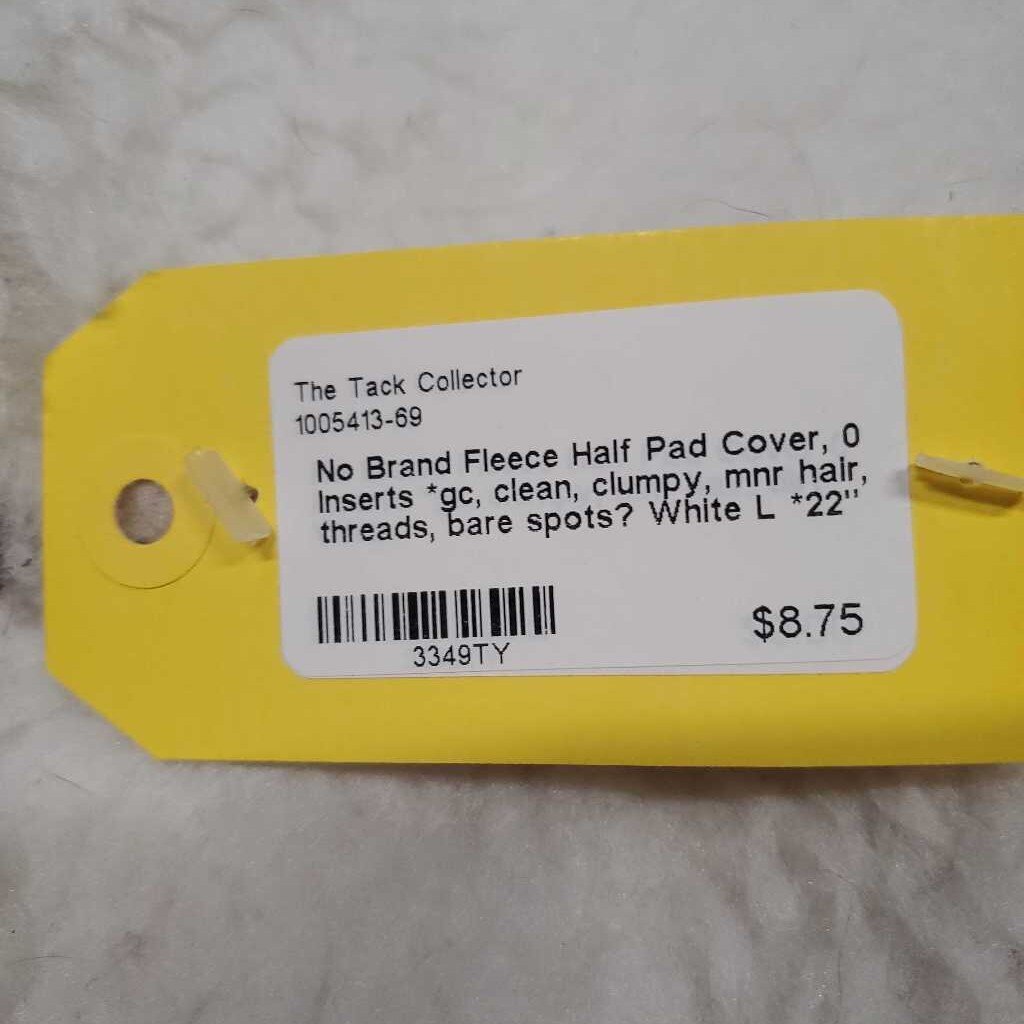 The Tack Collector
1005413-69
No Brand Fleece Half Pad Cover, 0
Inserts *gc, clean, clumpy, mnr hair,
threads, bare spots? White L *22"
3349TY
$8.75